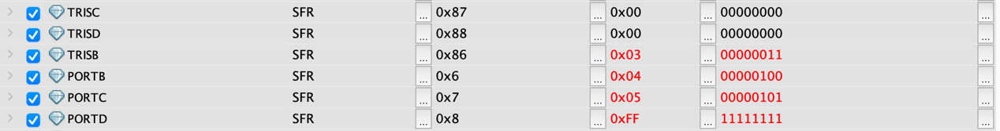 TRISC SFR ... 0x87 ... 0x00 ... 00000000 ...
TRISD SFR ... 0x88 ... 0x00 ... 00000000 ...
TRISB SFR ... 0x86 ... 0x03 ... 00000011 ...
PORTB SFR ... 0x6 ... 0x04 ... 00000100 ...
PORTC SFR ... 0x7 ... 0x05 ... 00000101 ...
PORTD SFR ... 0x8 ... 0xFF ... 11111111 ...